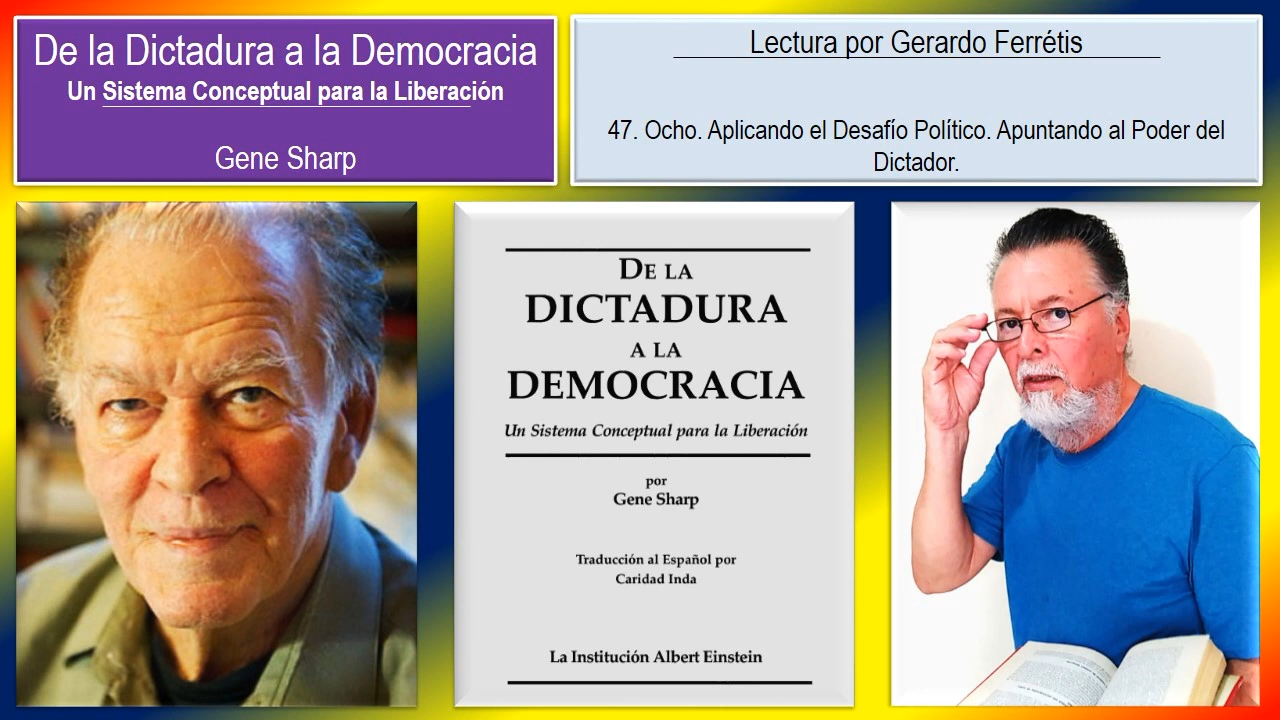 De la Dictadura a la Democracia
Un Sistema Conceptual para la Liberación
Gene Sharp
Lectura por Gerardo Ferrétis
47. Ocho. Aplicando el Desafío Político. Apuntando al Poder del
Dictador.
DE LA
DICTADURA
A LA
DEMOCRACIA
Un Sistema Conceptual para la Liberación
por
Gene Sharp
Traducción al Español por
Caridad Inda
La Institución Albert Einstein